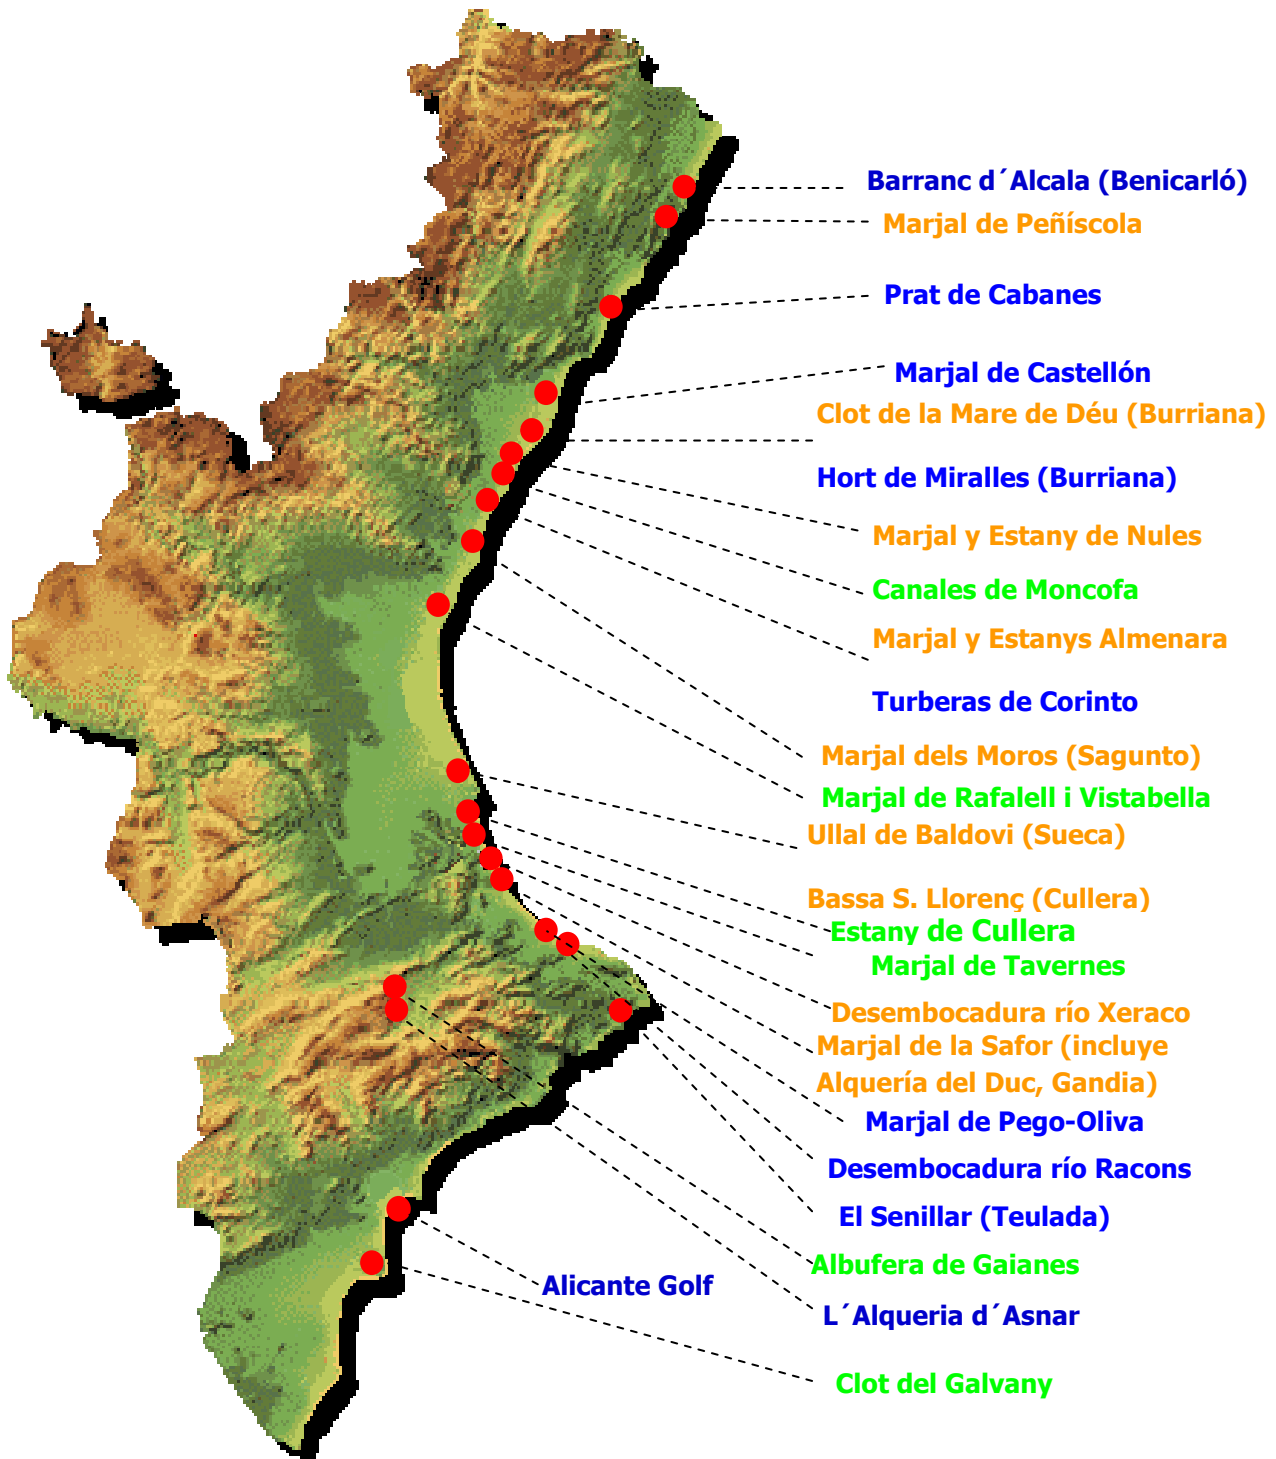 Barranc d´Alcala (Benicarló)
Marjal de Peñíscola
Prat de Cabanes
Marjal de Castellón
Clot de la Mare de Déu (Burriana)
Hort de Miralles (Burriana)
Marjal y Estany de Nules
Canales de Moncofa
Marjal y Estanys Almenara
Turberas de Corinto
Marjal dels Moros (Sagunto)
Marjal de Rafalell i Vistabella
Ullal de Baldovi (Sueca)
Bassa S. Llorenç (Cullera)
Estany de Cullera
Marjal de Tavernes
Desembocadura río Xeraco
Marjal de la Safor (incluye
Alquería del Duc, Gandia)
Marjal de Pego-Oliva
Desembocadura río Racons
El Senillar (Teulada)
Albufera de Gaianes
Alicante Golf
L´Alqueria d´Asnar
Clot del Galvany